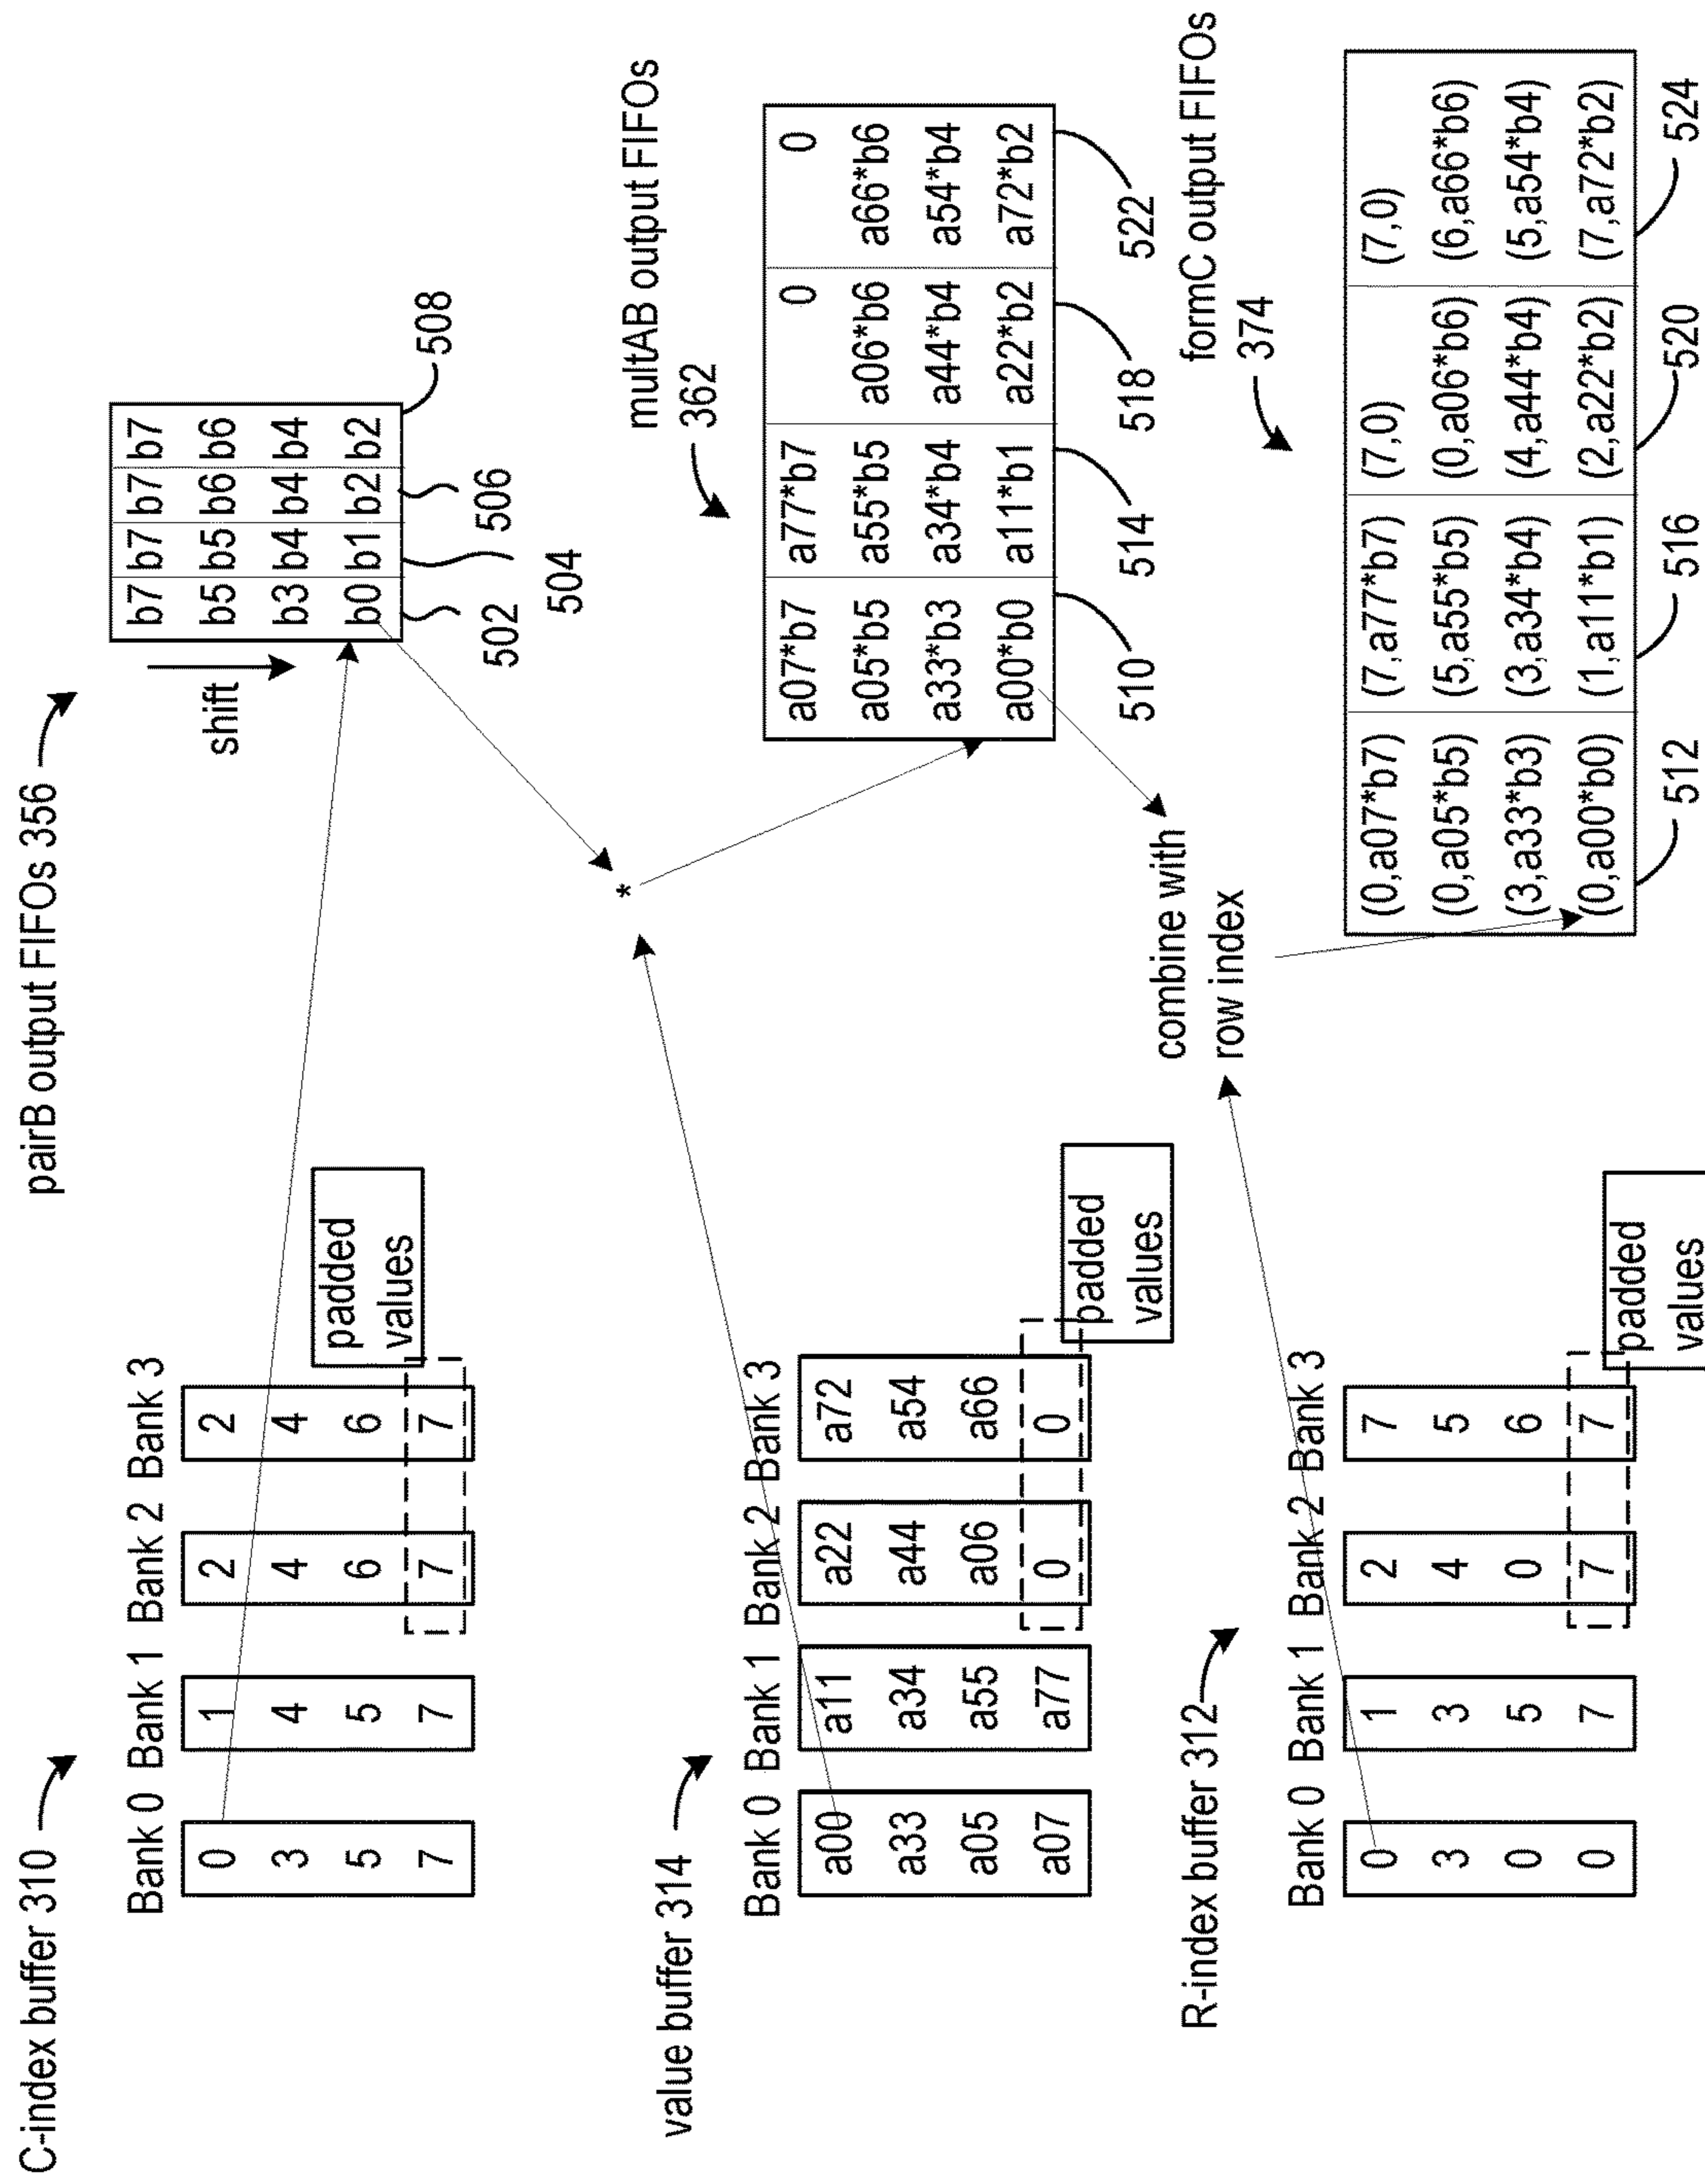 C-index buffer 310
Bank 0 Bank 1 Bank 2 Bank 3
0 1 2 2
3 4 4 4
5 5 6 6
7 7 7 7
padded
values
pairB output FIFOs 356
shift
b7 b7 b7 b7
b5 b5 b6 b6
b3 b4 b4 b4
b0 b1 b2 b2
502
504
506
508
value buffer 314
Bank 0 Bank 1 Bank 2 Bank 3
a00 a11 a22 a72
a33 a34 a44 a54
a05 a55 a06 a66
a07 a77 0 0
padded
values
*
multAB output FIFOs
362
a07*b7 a77*b7 0 0
a05*b5 a55*b5 a06*b6 a66*b6
a33*b3 a34*b4 a44*b4 a54*b4
a00*b0 a11*b1 a22*b2 a72*b2
510 514 518 522
R-index buffer 312
Bank 0 Bank 1 Bank 2 Bank 3
0 1 2 7
3 3 4 5
0 5 0 6
0 7 7 7
padded
values
combine with
row index
formC output FIFOs
374
(0,a07*b7) (7,a77*b7) (7,0) (7,0)
(0,a05*b5) (5,a55*b5) (0,a06*b6) (6,a66*b6)
(3,a33*b3) (3,a34*b4) (4,a44*b4) (5,a54*b4)
(0,a00*b0) (1,a11*b1) (2,a22*b2) (7,a72*b2)
512 516 520 524